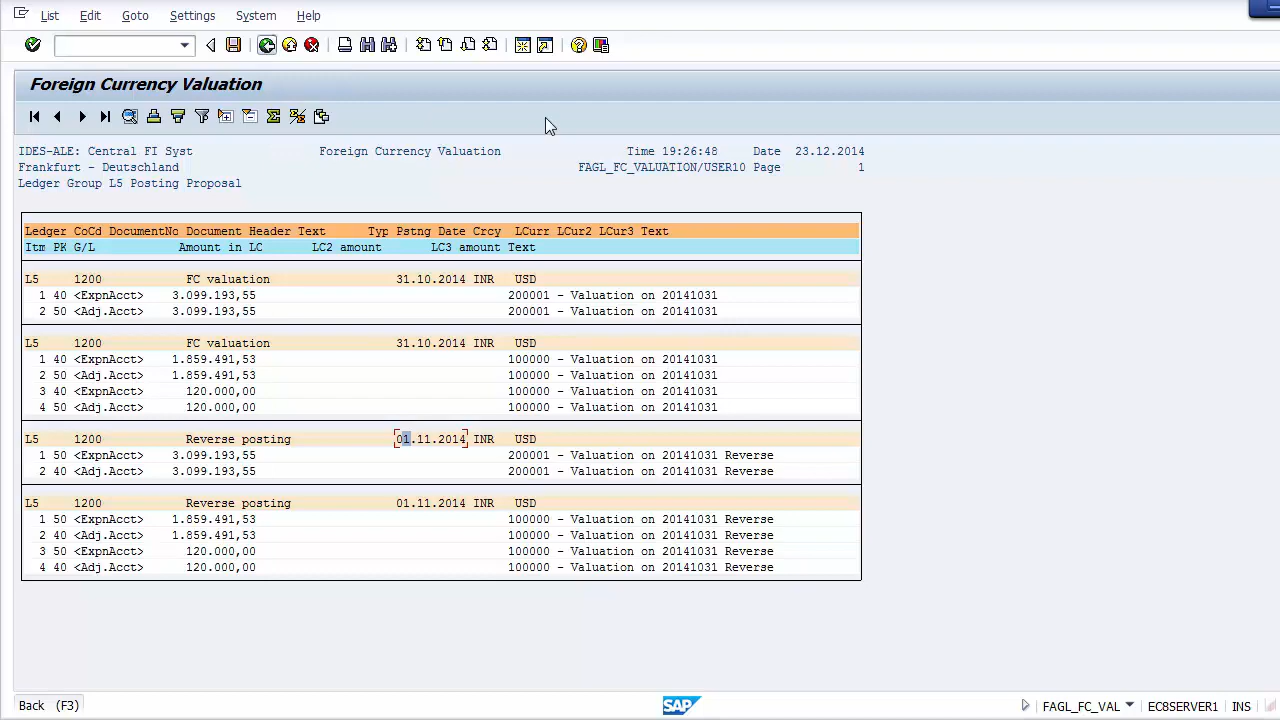 List Edit Goto Settings System Help
Foreign Currency Valuation
IDES-ALE: Central FI Syst Foreign Currency Valuation Time 19:26:48 Date 23.12.2014
Frankfurt - Deutschland FAGL_FC_VALUATION/USER10 Page 1
Ledger Group L5 Posting Proposal
Ledger CoCd DocumentNo Document Header Text Typ Pstng Date Crcy LCurr LCur2 LCur3 Text
Itm PK G/L Amount in LC LC2 amount LC3 amount Text
L5 1200 FC valuation 31.10.2014 INR USD
1 40 <ExpnAcct> 3.099.193,55 200001 - Valuation on 20141031
2 50 <Adj.Acct> 3.099.193,55 200001 - Valuation on 20141031
L5 1200 FC valuation 31.10.2014 INR USD
1 40 <ExpnAcct> 1.859.491,53 100000 - Valuation on 20141031
2 50 <Adj.Acct> 1.859.491,53 100000 - Valuation on 20141031
3 40 <ExpnAcct> 120.000,00 100000 - Valuation on 20141031
4 50 <Adj.Acct> 120.000,00 100000 - Valuation on 20141031
L5 1200 Reverse posting 01.11.2014 INR USD
1 50 <ExpnAcct> 3.099.193,55 200001 - Valuation on 20141031 Reverse
2 40 <Adj.Acct> 3.099.193,55 200001 - Valuation on 20141031 Reverse
L5 1200 Reverse posting 01.11.2014 INR USD
1 50 <ExpnAcct> 1.859.491,53 100000 - Valuation on 20141031 Reverse
2 40 <Adj.Acct> 1.859.491,53 100000 - Valuation on 20141031 Reverse
3 50 <ExpnAcct> 120.000,00 100000 - Valuation on 20141031 Reverse
4 40 <Adj.Acct> 120.000,00 100000 - Valuation on 20141031 Reverse
Back (F3) SAP FAGL_FC_VAL EC8SERVER1 INS